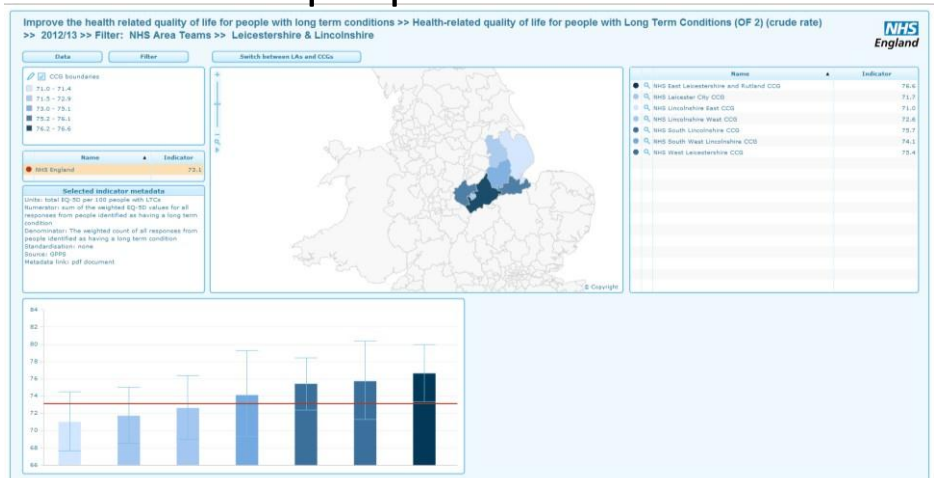 Improve the health related quality of life for people with long term conditions >> Health-related quality of life for people with Long Term Conditions (OF 2) (crude rate)
>> 2012/13 >> Filter: NHS Area Teams >> Leicestershire & Lincolnshire
NHS
England
Data
Filter
Switch between LAs and CCGs
CCG boundaries
71.0 - 71.4
71.5 - 72.9
73.0 - 75.1
75.2 - 76.1
76.2 - 76.6
Name Indicator
NHS England 73.1
Selected indicator metadata
Units: total EQ-5D per 100 people with LTCs
Numerator: sum of the weighted EQ-5D values for all
responses from people identified as having a long term
condition
Denominator: The weighted count of all responses from
people identified as having a long term condition
Standardisation: none
Source: GPPS
Metadata link: pdf document
© Copyright
Name Indicator
NHS East Leicestershire and Rutland CCG 76.6
NHS Leicester City CCG 71.7
NHS Lincolnshire East CCG 71.0
NHS Lincolnshire West CCG 72.6
NHS South Lincolnshire CCG 75.7
NHS South West Lincolnshire CCG 74.1
NHS West Leicestershire CCG 75.4
84
82
80
78
76
74
72
70
68
66